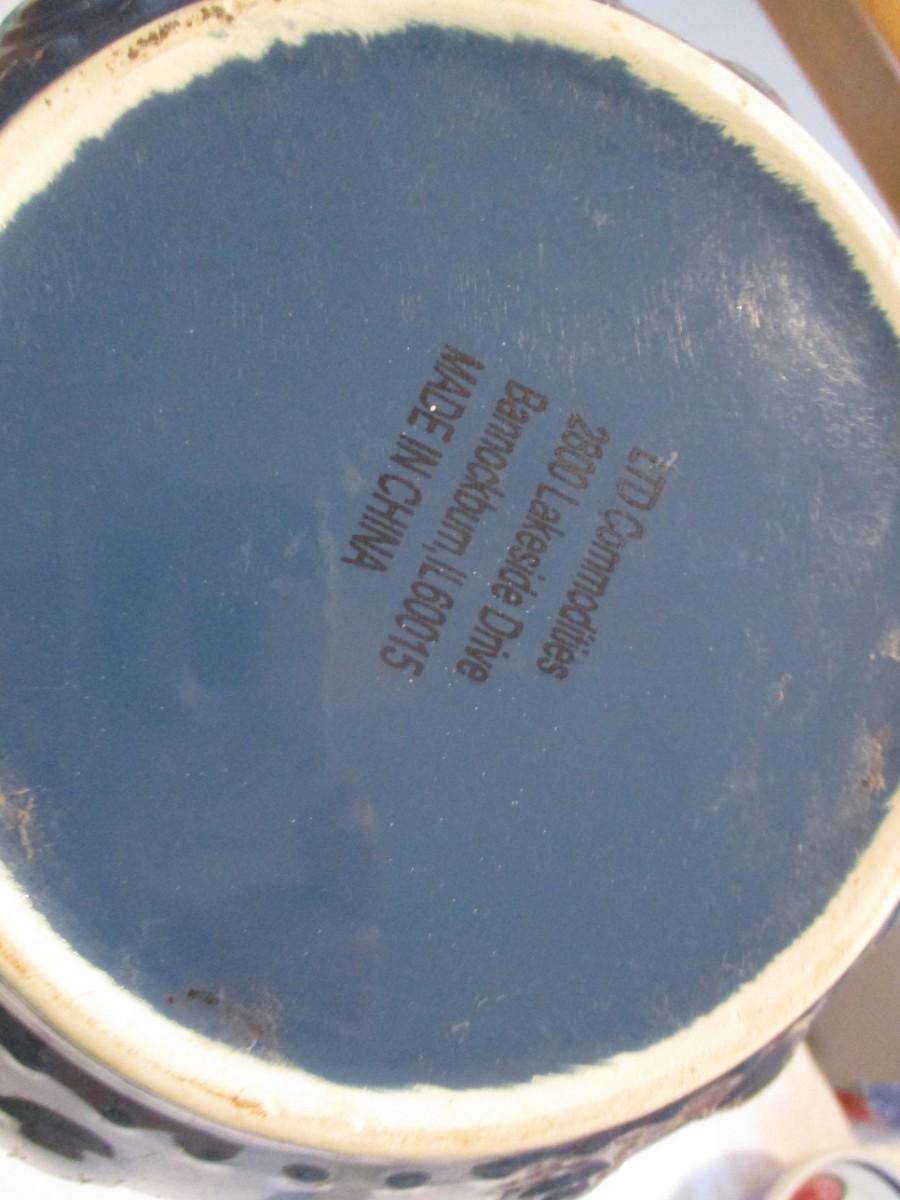 LTD Commodities
2800 Lakeside Drive
Bannockburn, IL 60015
MADE IN CHINA